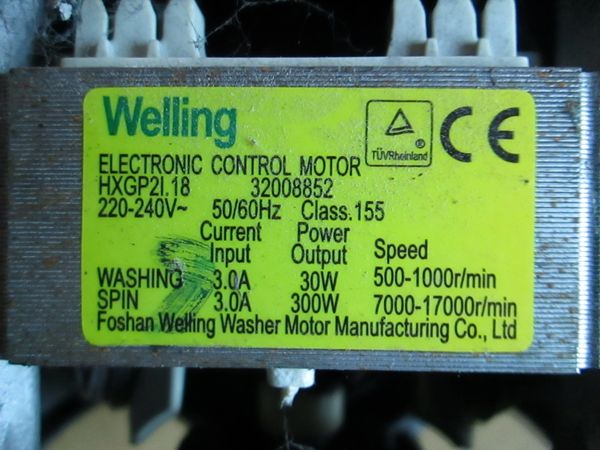 Welling
TÜVRheinland ®
CE
ELECTRONIC CONTROL MOTOR
HXGP2I.18 32008852
220-240V~ 50/60Hz Class.155
Current Power
Input Output Speed
WASHING 3.0A 30W 500-1000r/min
SPIN 3.0A 300W 7000-17000r/min
Foshan Welling Washer Motor Manufacturing Co., Ltd